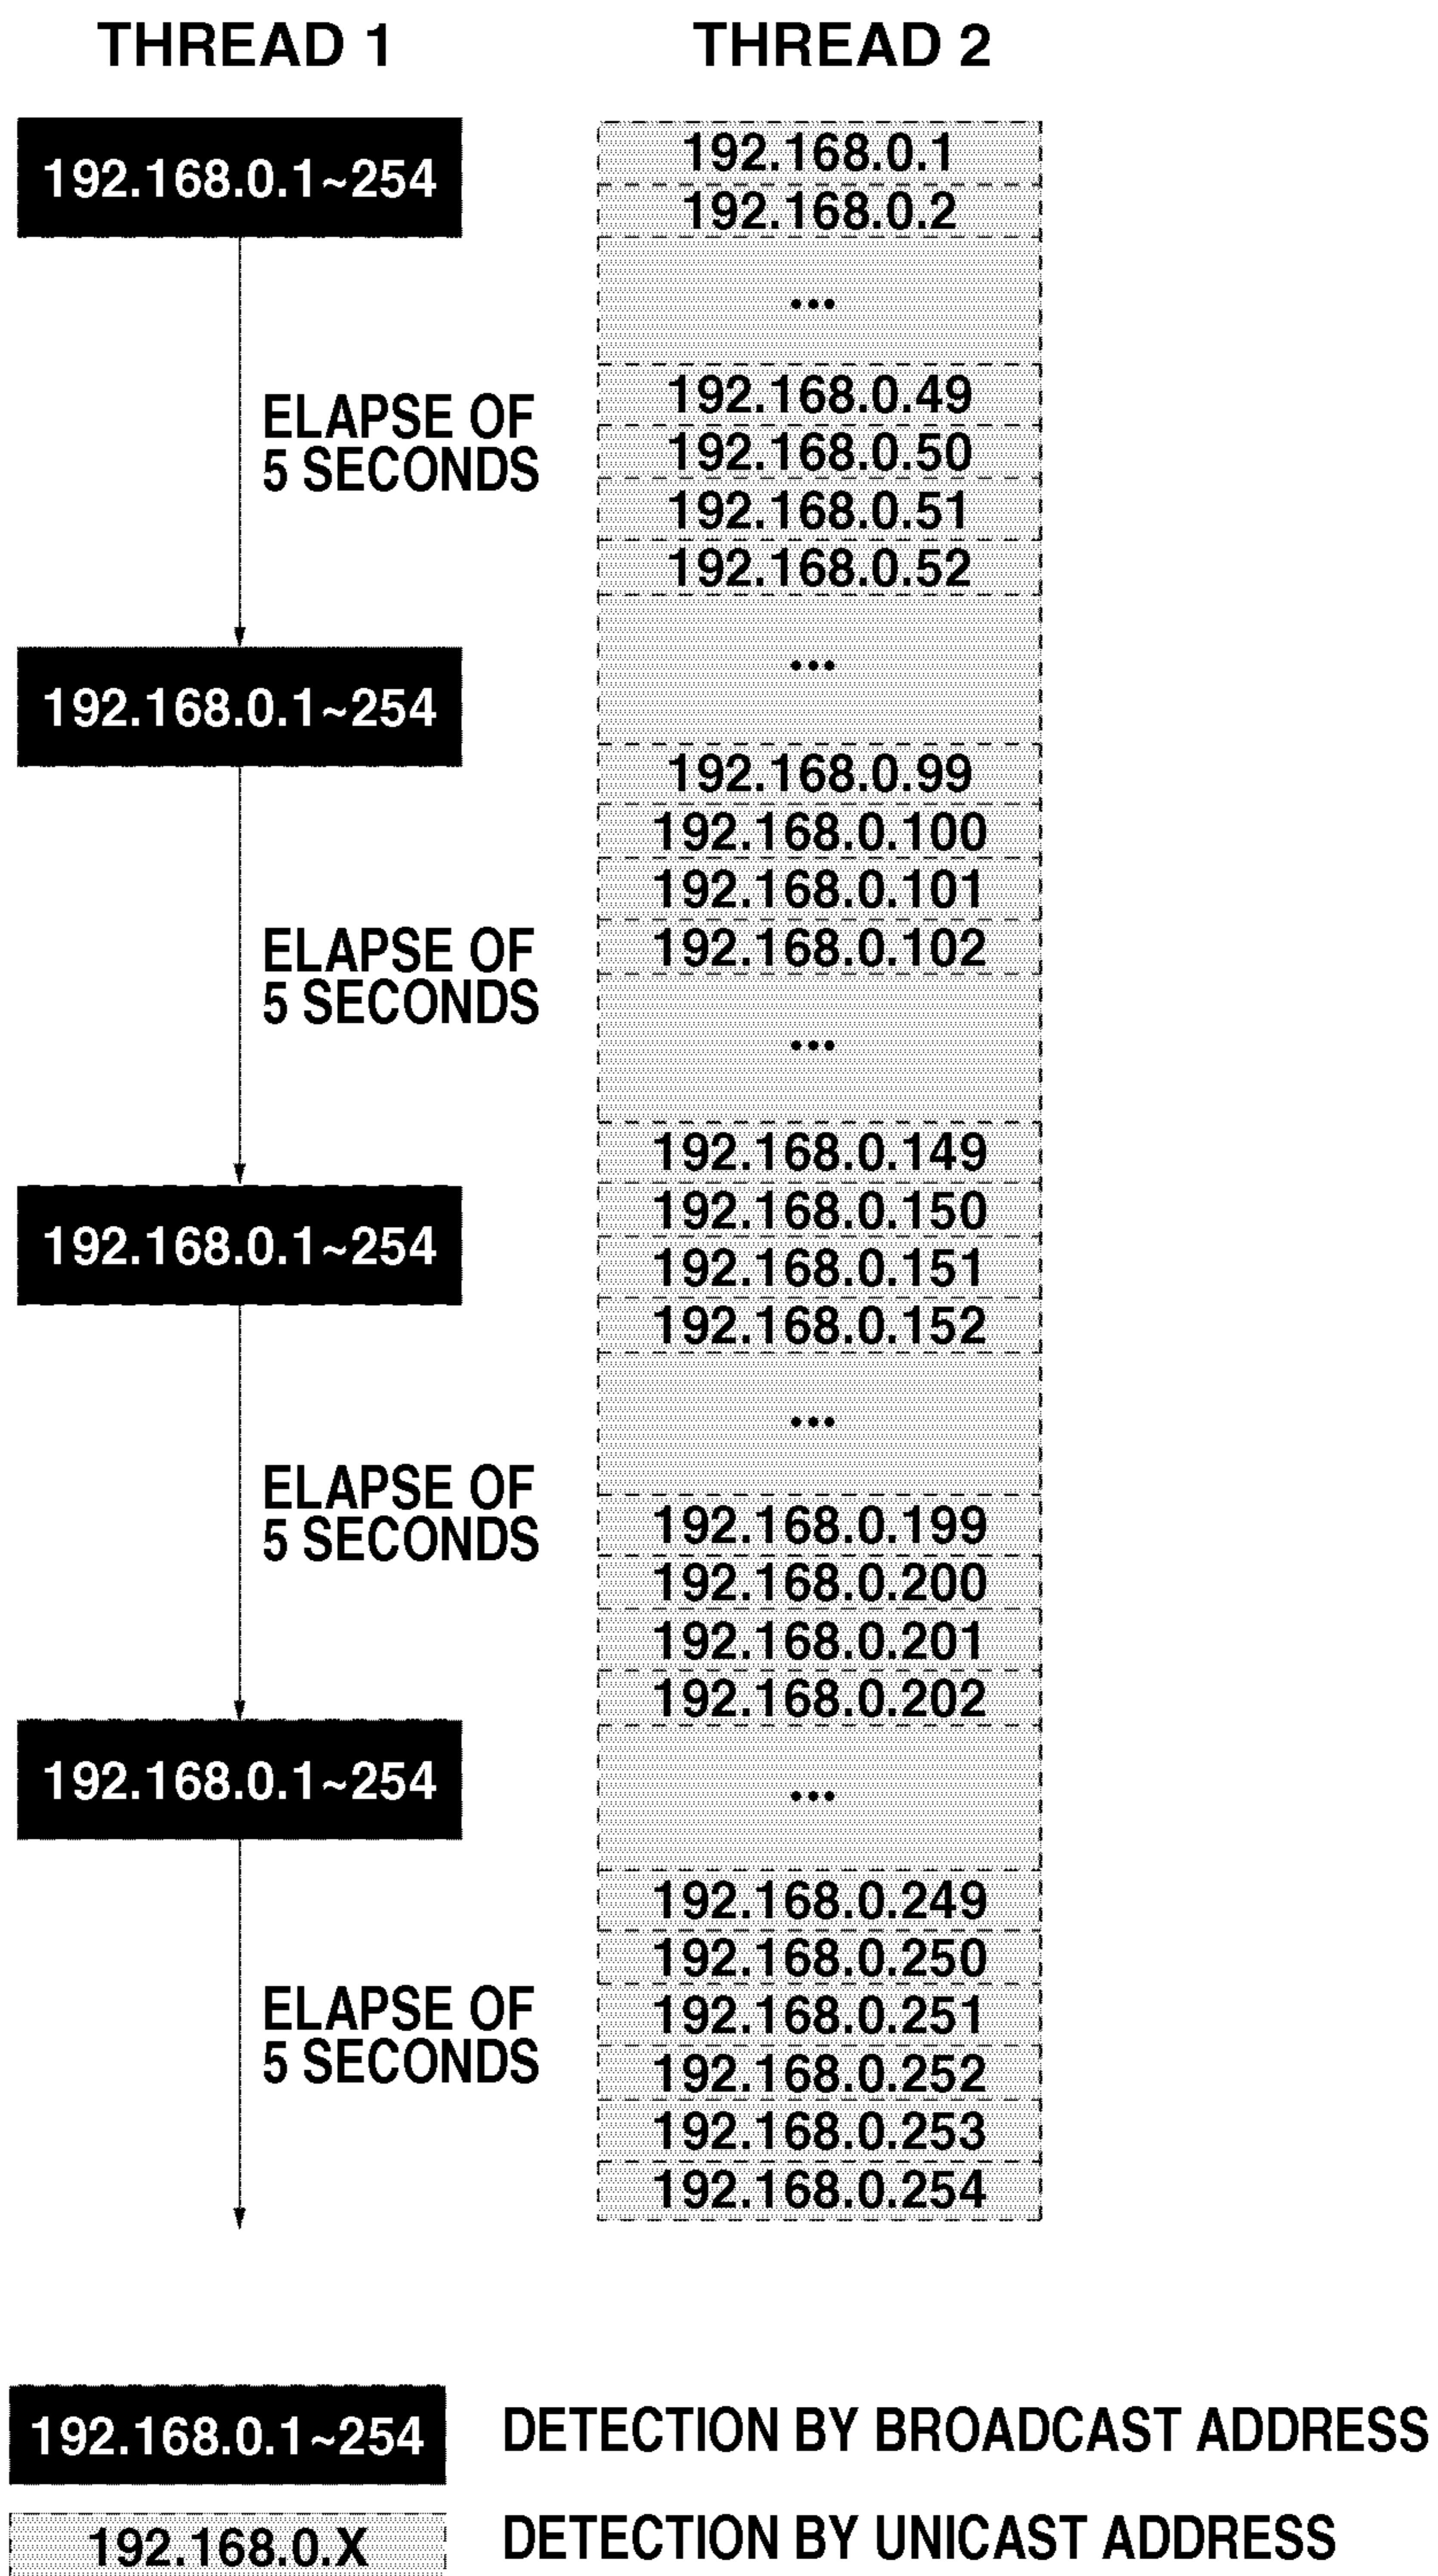 THREAD 1
192.168.0.1~254
ELAPSE OF
5 SECONDS
192.168.0.1~254
ELAPSE OF
5 SECONDS
192.168.0.1~254
ELAPSE OF
5 SECONDS
192.168.0.1~254
ELAPSE OF
5 SECONDS
THREAD 2
192.168.0.1
192.168.0.2
...
192.168.0.49
192.168.0.50
192.168.0.51
192.168.0.52
...
192.168.0.99
192.168.0.100
192.168.0.101
192.168.0.102
...
192.168.0.149
192.168.0.150
192.168.0.151
192.168.0.152
...
192.168.0.199
192.168.0.200
192.168.0.201
192.168.0.202
...
192.168.0.249
192.168.0.250
192.168.0.251
192.168.0.252
192.168.0.253
192.168.0.254
192.168.0.1~254 DETECTION BY BROADCAST ADDRESS
192.168.0.X DETECTION BY UNICAST ADDRESS